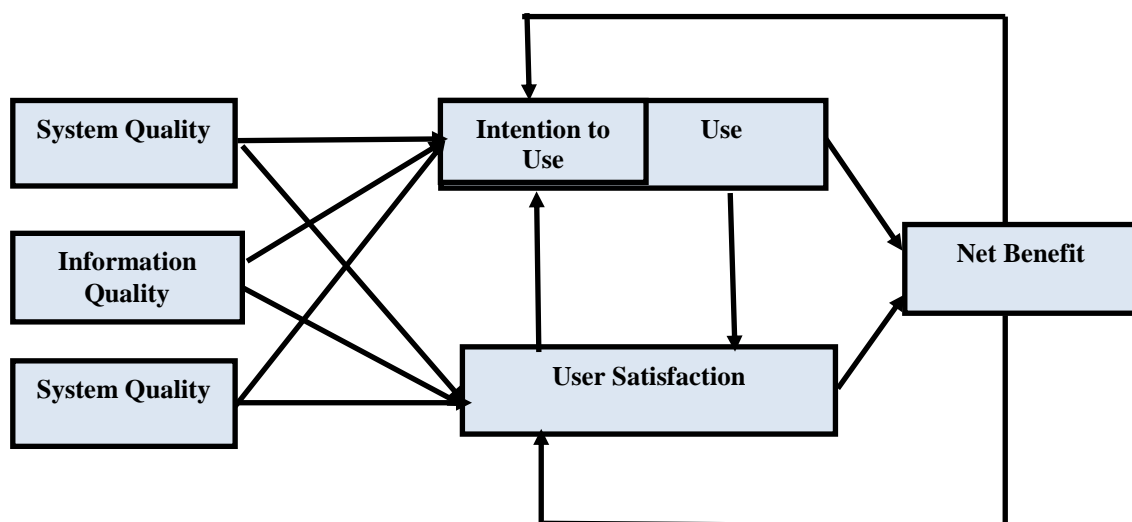 System Quality
Intention to
Use
Use
Information
Quality
Net Benefit
System Quality
User Satisfaction